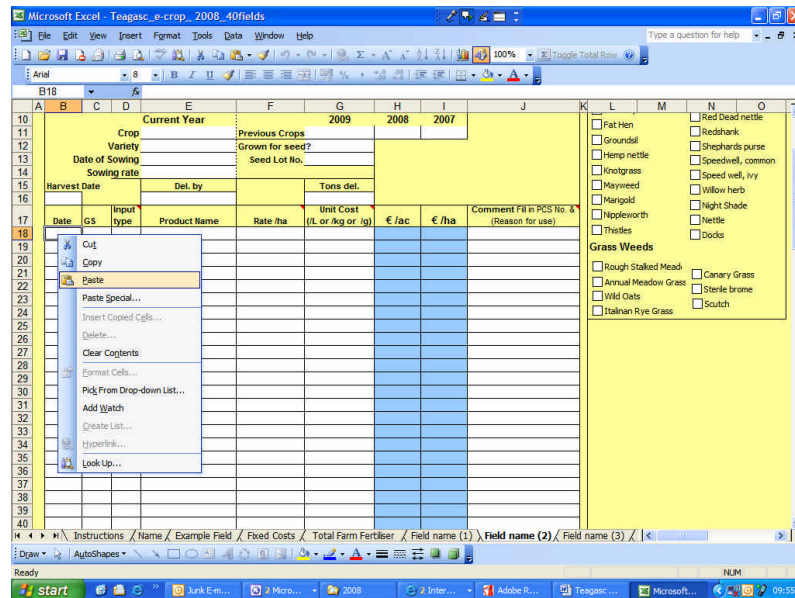 Microsoft Excel - Teagasc_e-crop_ 2008_40fields
File Edit View Insert Format Tools Data Window Help
Type a question for help
100% Toggle Total Row
Arial 8 B I U
B18 fx
A B C D E F G H I J K L M N O
10 Current Year 2009 2008 2007
11 Crop Previous Crops
12 Variety Grown for seed?
13 Date of Sowing Seed Lot No.
14 Sowing rate
15 Harvest Date Del. by Tons del.
16
17 Date GS Input type Product Name Rate /ha Unit Cost (/L or /kg or /g) € /ac € /ha Comment Fill in PCS No. & (Reason for use)
18
19
20
21
22
23
24
25
26
27
28
29
30
31
32
33
34
35
36
37
38
39
40
Cut
Copy
Paste
Paste Special...
Insert Copied Cells...
Delete...
Clear Contents
Format Cells...
Pick From Drop-down List...
Add Watch
Create List...
Hyperlink...
Look Up...
Fat Hen
Groundsil
Hemp nettle
Knotgrass
Mayweed
Marigold
Nippleworth
Thistles
Red Dead nettle
Redshank
Shephards purse
Speedwell, common
Speed well, ivy
Willow herb
Night Shade
Nettle
Docks
Grass Weeds
Rough Stalked Meado
Annual Meadow Grass
Wild Oats
Italinan Rye Grass
Canary Grass
Sterile brome
Scutch
Instructions Name Example Field Fixed Costs Total Farm Fertiliser Field name (1) Field name (2) Field name (3)
Draw AutoShapes
Ready NUM
start Junk E-m... 2 Micro... 2008 2 Inter... Adobe R... Teagasc ... Microsoft... 09:55